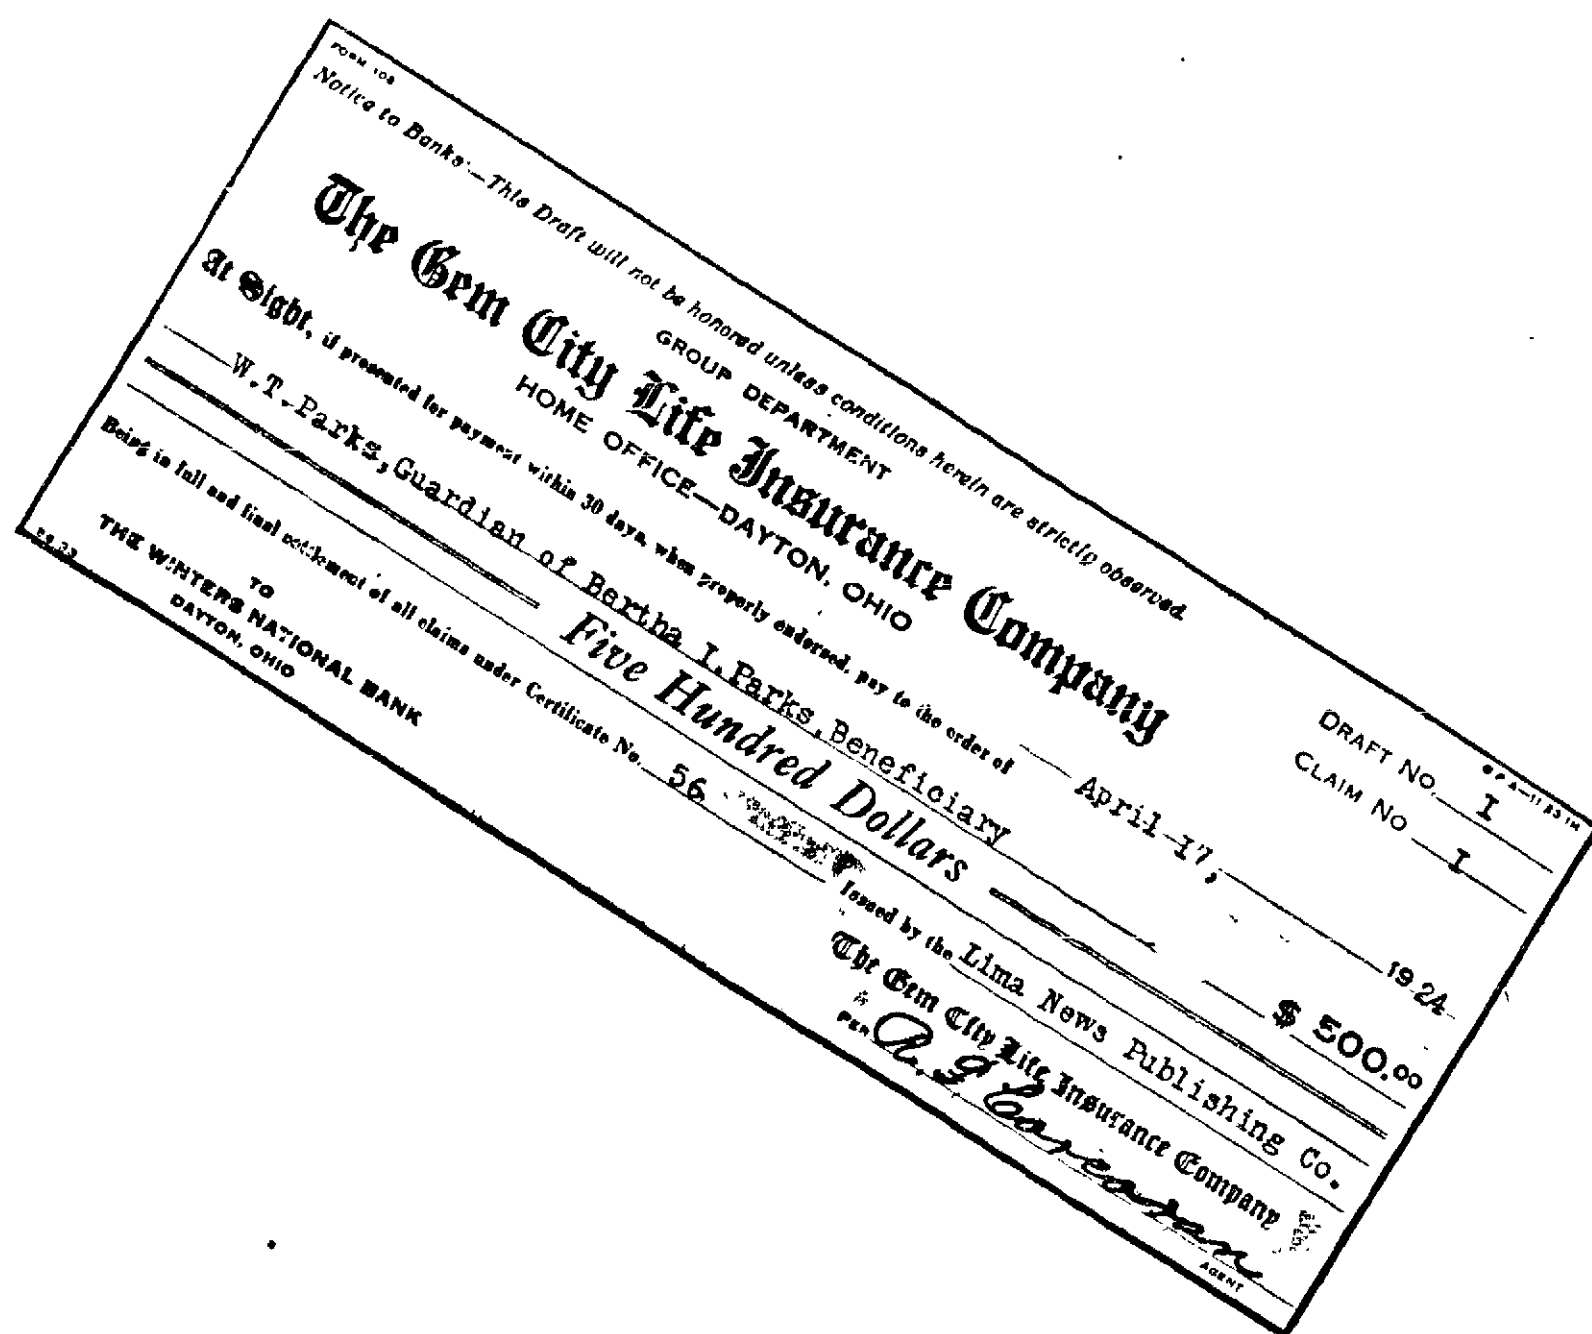 FORM 108
Notice to Banks:—This Draft will not be honored unless conditions herein are strictly observed.
GROUP DEPARTMENT
The Gem City Life Insurance Company
HOME OFFICE—DAYTON, OHIO
DRAFT NO. I
CLAIM NO I
April 17, 1924
At Sight, if presented for payment within 30 days, when properly endorsed, pay to the order of
W.T.Parks,Guardian of Bertha I.Parks,Beneficiary $ 500.00
Five Hundred Dollars
Being in full and final settlement of all claims under Certificate No. 56 Issued by the Lima News Publishing Co.
TO
THE WINTERS NATIONAL BANK
DAYTON, OHIO
The Gem City Life Insurance Company
PER
AGENT